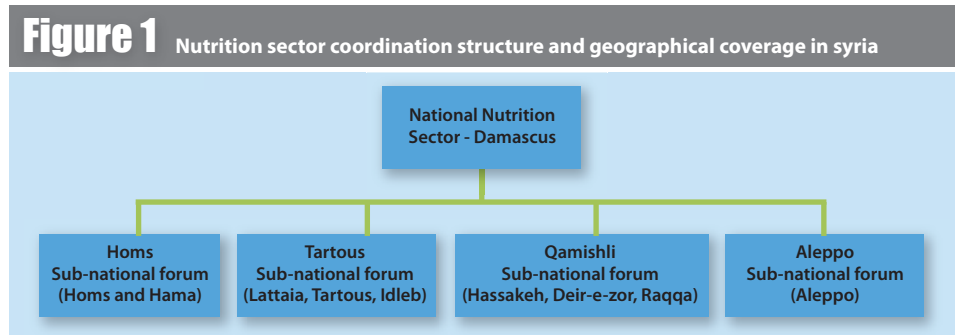 Figure 1 Nutrition sector coordination structure and geographical coverage in syria
National Nutrition
Sector - Damascus
Homs
Sub-national forum
(Homs and Hama)
Tartous
Sub-national forum
(Lattaia, Tartous, Idleb)
Qamishli
Sub-national forum
(Hassakeh, Deir-e-zor, Raqqa)
Aleppo
Sub-national forum
(Aleppo)